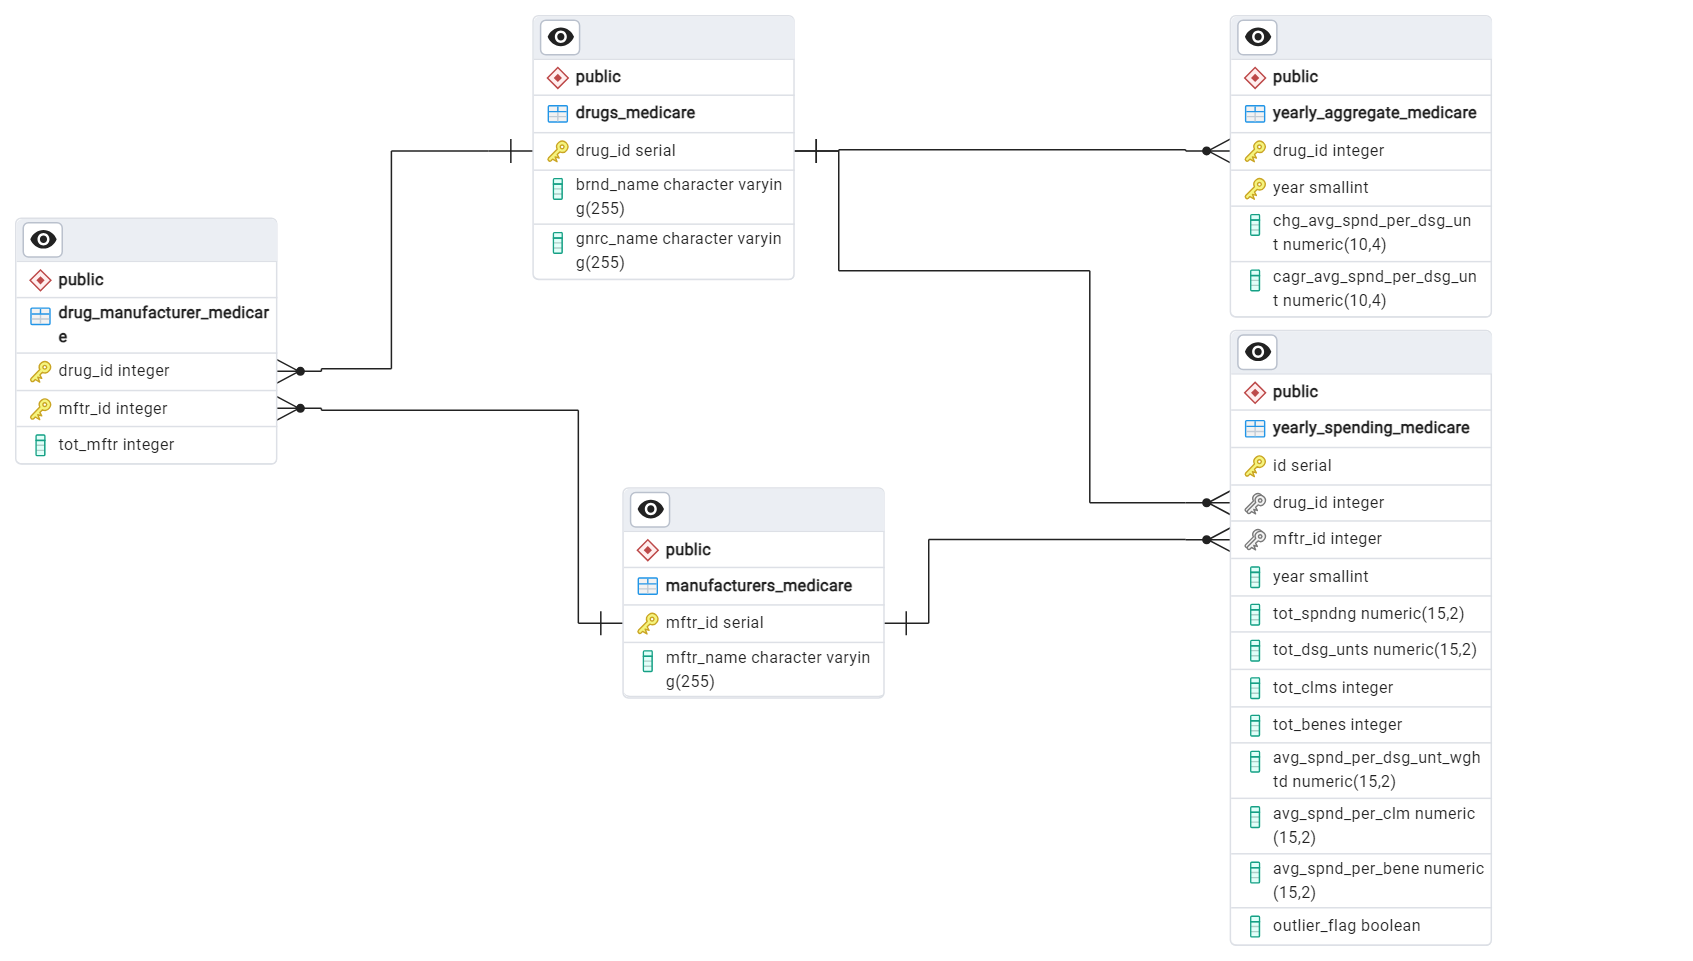 public
drugs_medicare
drug_id serial
brnd_name character varyin
g(255)
gnrc_name character varyin
g(255)
public
yearly_aggregate_medicare
drug_id integer
year smallint
chg_avg_spnd_per_dsg_un
t numeric(10,4)
cagr_avg_spnd_per_dsg_un
t numeric(10,4)
public
drug_manufacturer_medicar
e
drug_id integer
mftr_id integer
tot_mftr integer
public
manufacturers_medicare
mftr_id serial
mftr_name character varyin
g(255)
public
yearly_spending_medicare
id serial
drug_id integer
mftr_id integer
year smallint
tot_spndng numeric(15,2)
tot_dsg_unts numeric(15,2)
tot_clms integer
tot_benes integer
avg_spnd_per_dsg_unt_wgh
td numeric(15,2)
avg_spnd_per_clm numeric
(15,2)
avg_spnd_per_bene numeric
(15,2)
outlier_flag boolean